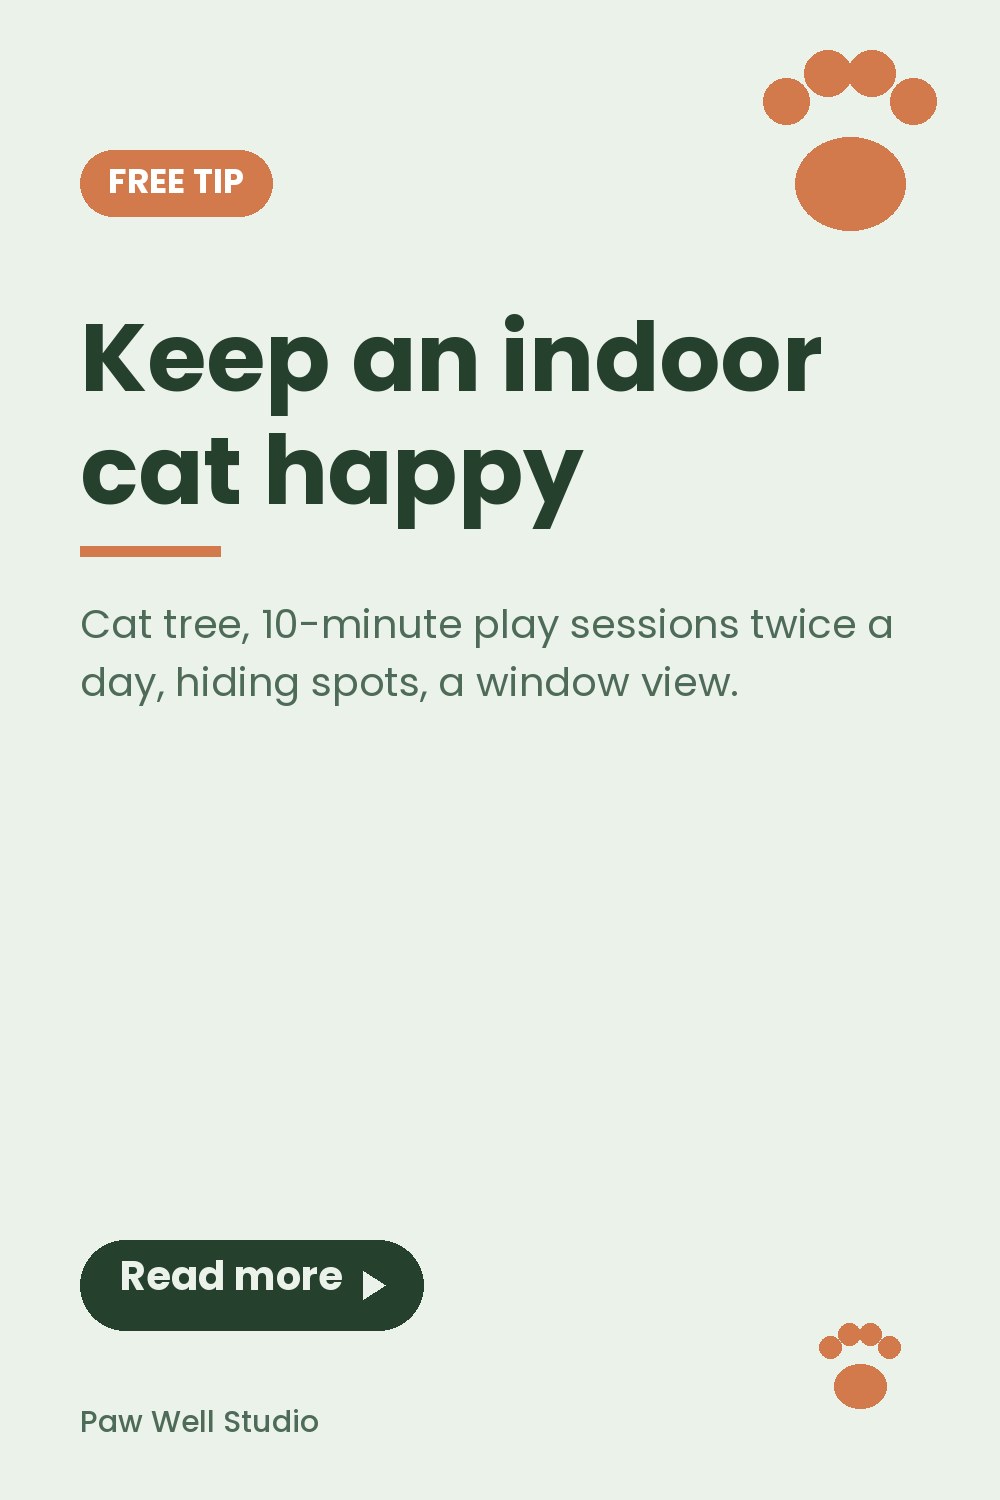 FREE TIP
Keep an indoor
cat happy
Cat tree, 10-minute play sessions twice a
day, hiding spots, a window view.
Read more
Paw Well Studio